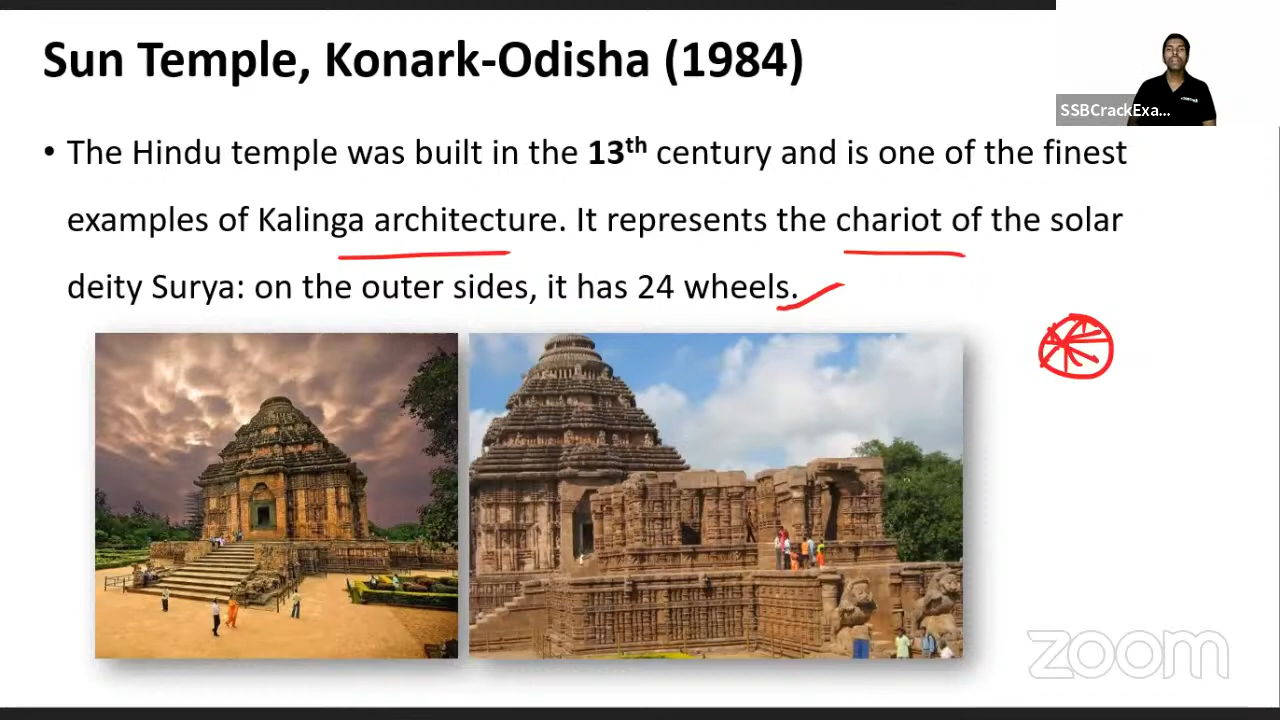 Sun Temple, Konark-Odisha (1984)
SSBCrackExa...
• The Hindu temple was built in the 13th century and is one of the finest
examples of Kalinga architecture. It represents the chariot of the solar
deity Surya: on the outer sides, it has 24 wheels.
zoom